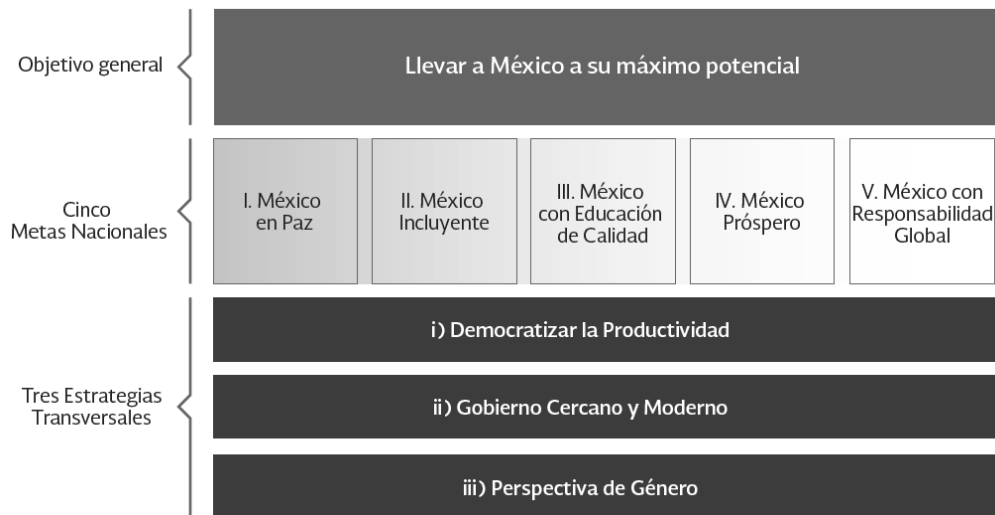 Objetivo general
Llevar a México a su máximo potencial
Cinco
Metas Nacionales
I. México
en Paz
II. México
Incluyente
III. México
con Educación
de Calidad
IV. México
Próspero
V. México con
Responsabilidad
Global
Tres Estrategias
Transversales
i) Democratizar la Productividad
ii) Gobierno Cercano y Moderno
iii) Perspectiva de Género